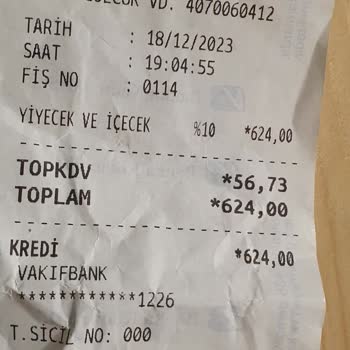 VD. 4070060412
TARİH : 18/12/2023
SAAT : 19:04:55
FİŞ NO : 0114
YİYECEK VE İÇECEK %10 *624,00
TOPKDV *56,73
TOPLAM *624,00
KREDİ *624,00
VAKIFBANK
************1226
T.SİCİL NO: 000